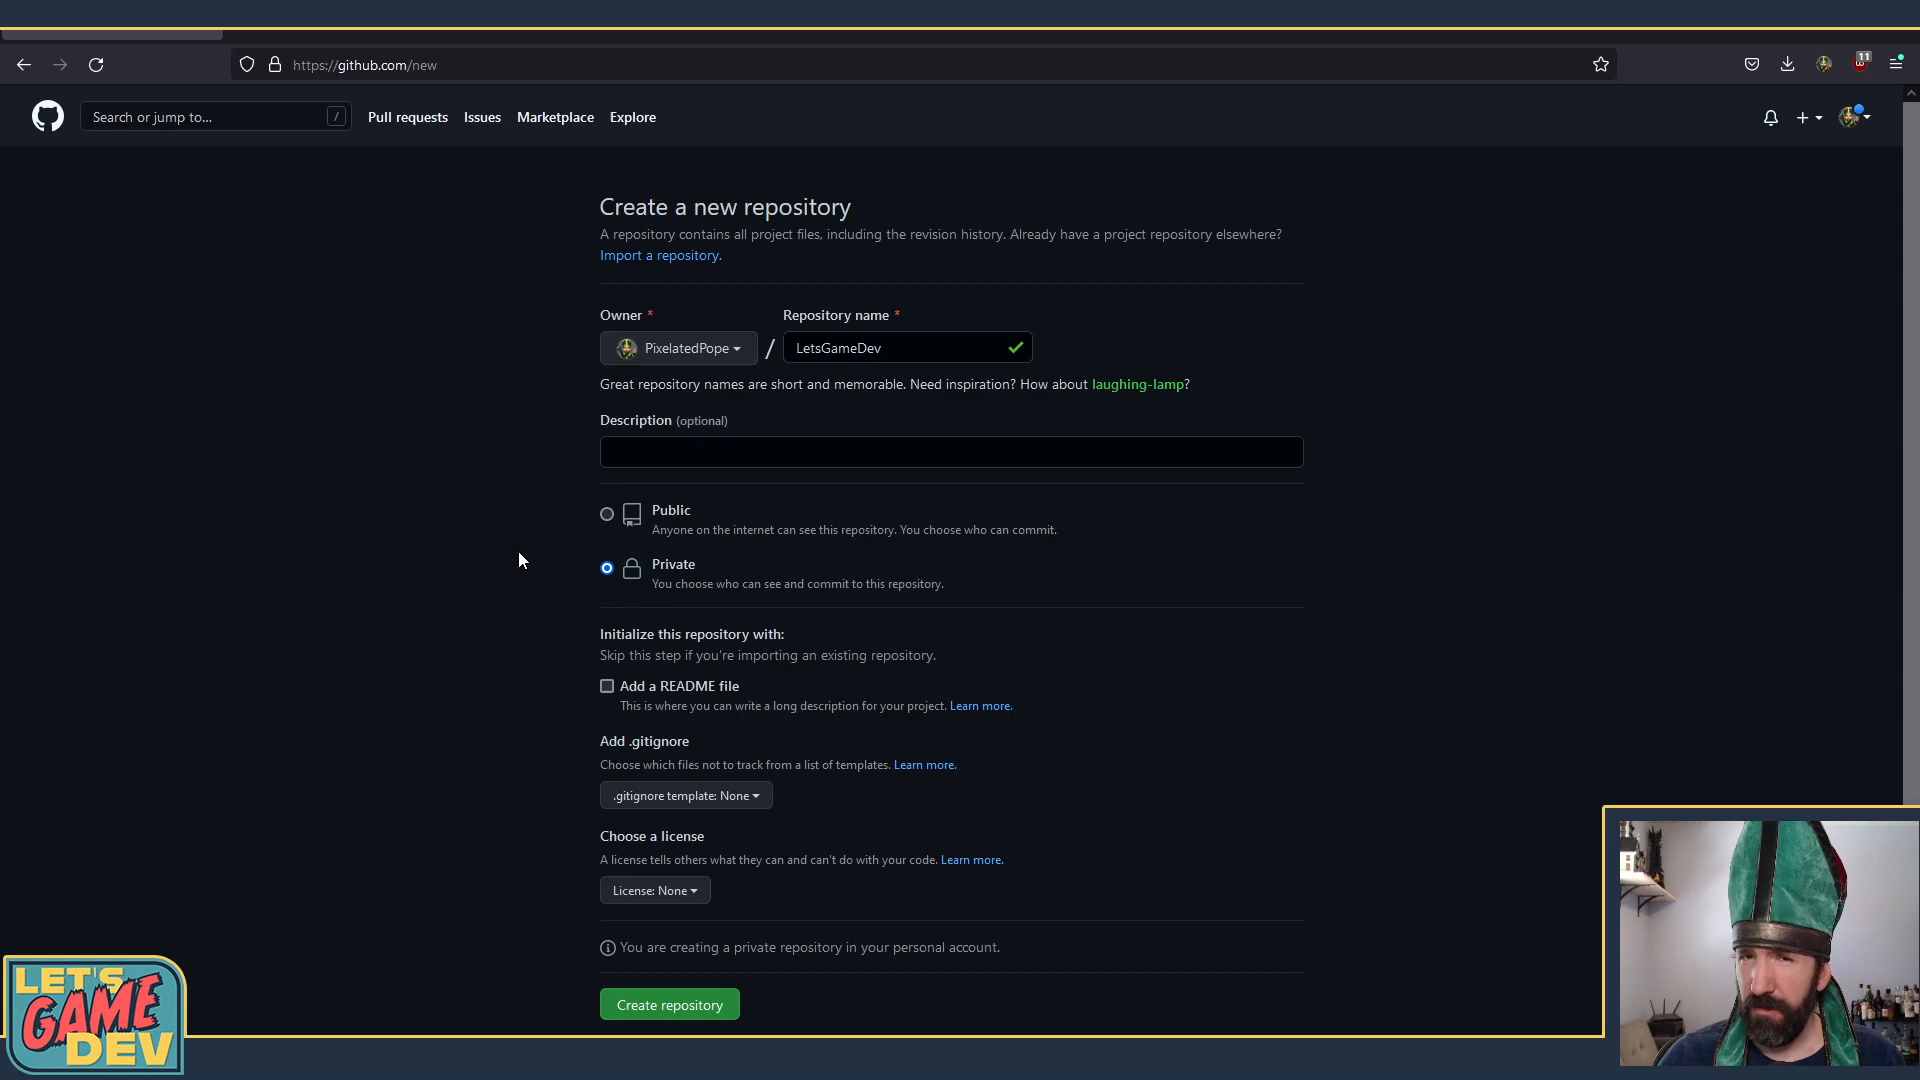 https://github.com/new
11
Search or jump to...
/
Pull requests
Issues
Marketplace
Explore
Create a new repository
A repository contains all project files, including the revision history. Already have a project repository elsewhere?
Import a repository.
Owner *
Repository name *
PixelatedPope
/
LetsGameDev
Great repository names are short and memorable. Need inspiration? How about laughing-lamp?
Description (optional)
Public
Anyone on the internet can see this repository. You choose who can commit.
Private
You choose who can see and commit to this repository.
Initialize this repository with:
Skip this step if you're importing an existing repository.
Add a README file
This is where you can write a long description for your project. Learn more.
Add .gitignore
Choose which files not to track from a list of templates. Learn more.
.gitignore template: None
Choose a license
A license tells others what they can and can't do with your code. Learn more.
License: None
You are creating a private repository in your personal account.
Create repository
LET'S
GAME
DEV